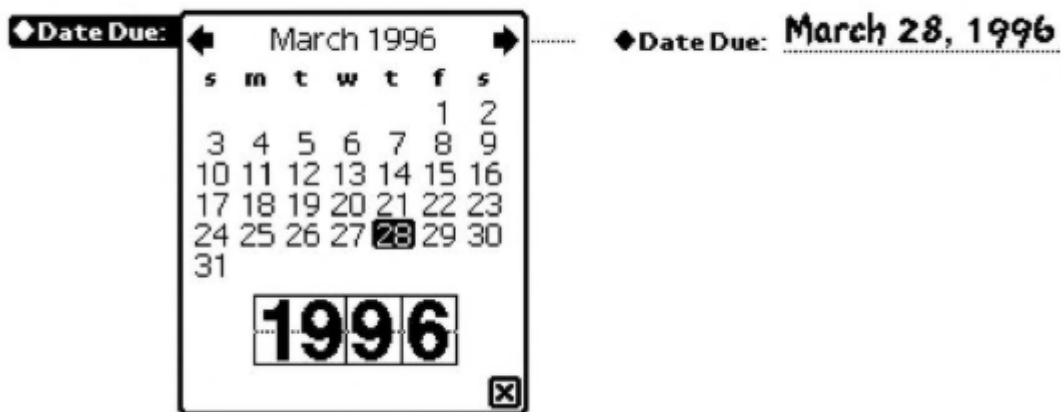 ◆Date Due:
March 1996
s m t w t f s
1 2
3 4 5 6 7 8 9
10 11 12 13 14 15 16
17 18 19 20 21 22 23
24 25 26 27 28 29 30
31
1996
◆Date Due: March 28, 1996